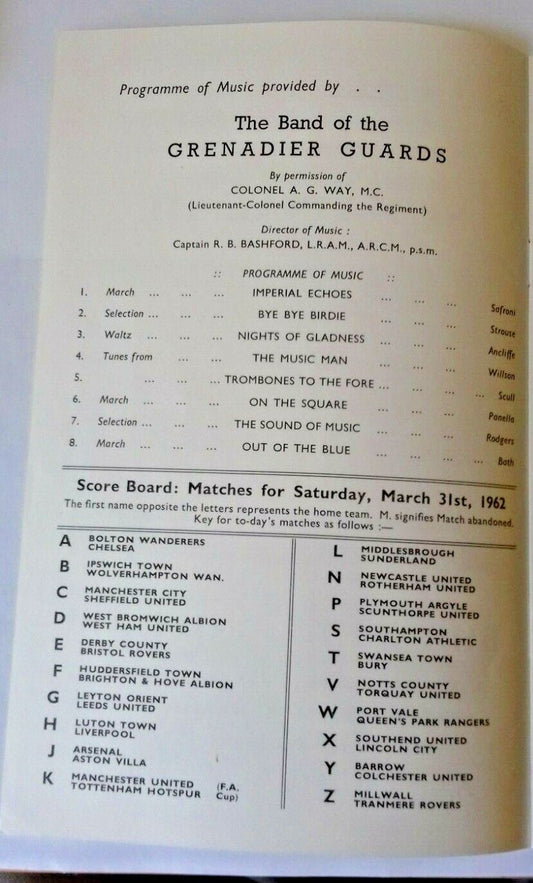 Programme of Music provided by . .
The Band of the
GRENADIER GUARDS
By permission of
COLONEL A. G. WAY, M.C.
(Lieutenant-Colonel Commanding the Regiment)
Director of Music :
Captain R. B. BASHFORD, L.R.A.M., A.R.C.M., p.s.m.
:: PROGRAMME OF MUSIC ::
1. March ... ... ... IMPERIAL ECHOES ... ... ... Safroni
2. Selection ... ... ... BYE BYE BIRDIE ... ... ... Strouse
3. Waltz ... ... ... NIGHTS OF GLADNESS ... ... ... Ancliffe
4. Tunes from ... ... THE MUSIC MAN ... ... ... Willson
5. ... ... ... TROMBONES TO THE FORE ... ... ... ... Scull
6. March ... ... ... ON THE SQUARE ... ... ... Panella
7. Selection ... ... ... THE SOUND OF MUSIC ... ... ... Rodgers
8. March ... ... ... OUT OF THE BLUE ... ... ... ... Bath
Score Board: Matches for Saturday, March 31st, 1962
The first name opposite the letters represents the home team. M. signifies Match abandoned.
Key for to-day's matches as follows :—
A BOLTON WANDERERS
CHELSEA
B IPSWICH TOWN
WOLVERHAMPTON WAN.
C MANCHESTER CITY
SHEFFIELD UNITED
D WEST BROMWICH ALBION
WEST HAM UNITED
E DERBY COUNTY
BRISTOL ROVERS
F HUDDERSFIELD TOWN
BRIGHTON & HOVE ALBION
G LEYTON ORIENT
LEEDS UNITED
H LUTON TOWN
LIVERPOOL
J ARSENAL
ASTON VILLA
K MANCHESTER UNITED (F.A.
TOTTENHAM HOTSPUR Cup)
L MIDDLESBROUGH
SUNDERLAND
N NEWCASTLE UNITED
ROTHERHAM UNITED
P PLYMOUTH ARGYLE
SCUNTHORPE UNITED
S SOUTHAMPTON
CHARLTON ATHLETIC
T SWANSEA TOWN
BURY
V NOTTS COUNTY
TORQUAY UNITED
W PORT VALE
QUEEN'S PARK RANGERS
X SOUTHEND UNITED
LINCOLN CITY
Y BARROW
COLCHESTER UNITED
Z MILLWALL
TRANMERE ROVERS